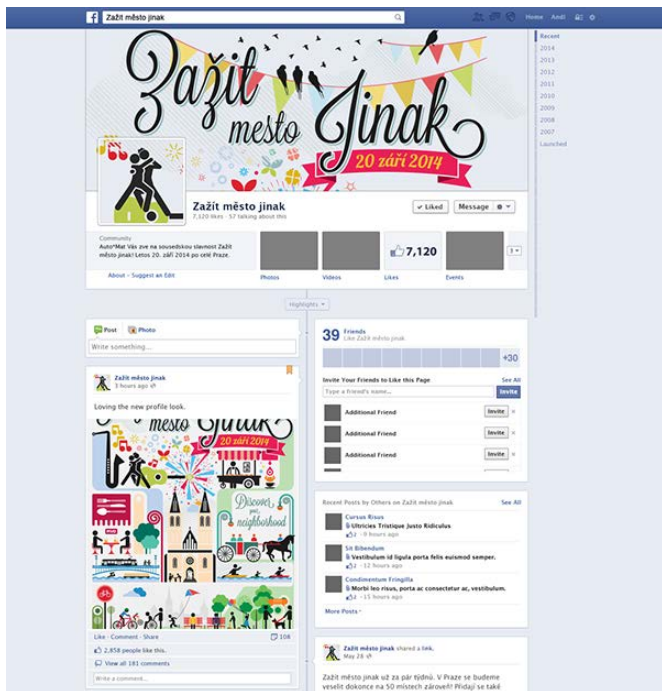 Zažit město jinak
Home
Andi
Recent
2014
2013
2012
2011
2010
2009
2008
2007
Launched
Zažít
mesto
Jinak
20 září 2014
Zažít město jinak
7,120 likes · 57 talking about this
✓ Liked
Message
Community
Auto*Mat Vás zve na sousedskou slavnost Zažít
město jinak! Letos 20. září 2014 po celé Praze.
About – Suggest an Edit
Photos
Videos
7,120
Likes
Events
1
Highlights
Post
Photo
Write something...
Zažít město jinak
3 hours ago
Loving the new profile look.
mesto Jinak
20 září 2014
Discover
your
neighborhood
Like · Comment · Share
108
2,858 people like this.
View all 181 comments
Write a comment...
39 Friends
Like Zažít město jinak
+30
Invite Your Friends to Like this Page
See All
Type a friend's name...
Invite
Additional Friend
Invite
Additional Friend
Invite
Additional Friend
Invite
Recent Posts by Others on Zažít město jinak
See All
Cursus Risus
Ultricies Tristique Justo Ridiculus
2 · 9 hours ago
Sit Bibendum
Vestibulum id ligula porta felis euismod semper.
2 · 12 hours ago
Condimentum Fringilla
Morbi leo risus, porta ac consectetur ac, vestibulum.
2 · 15 hours ago
More Posts
Zažít město jinak shared a link.
May 28
Zažít město jinak už za pár týdnů. V Praze se budeme
veselit dokonce na 50 místech zároveň! Přidají se také